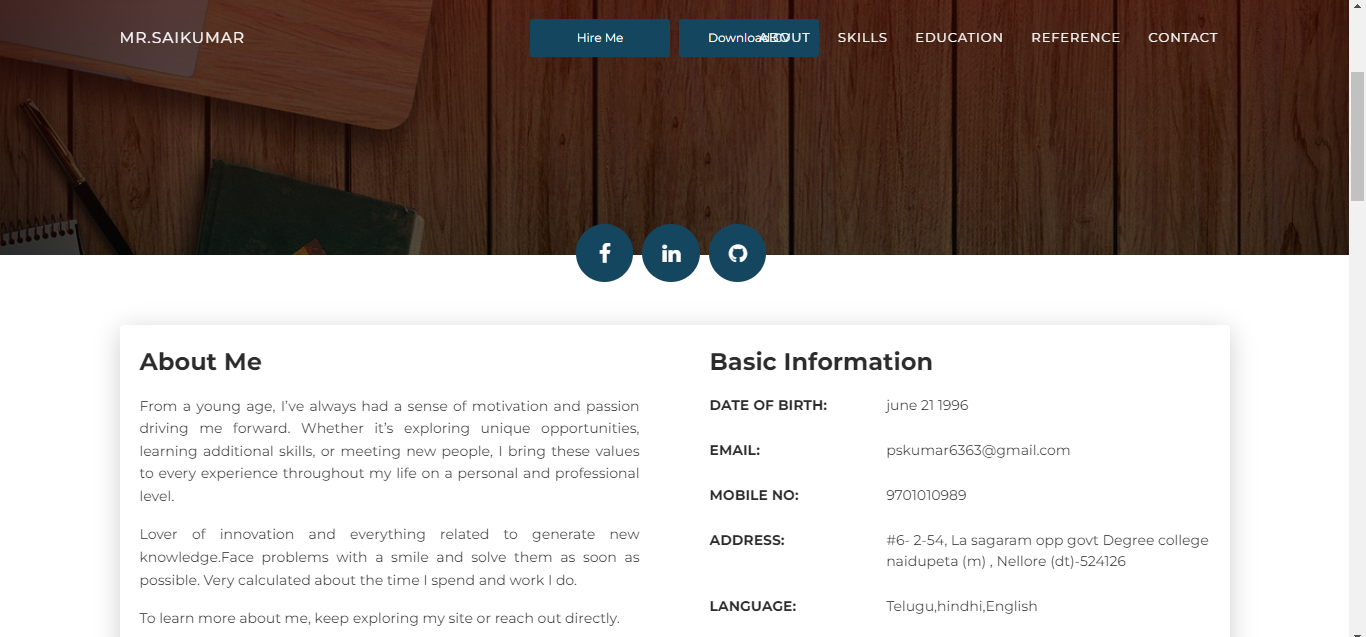 MR.SAIKUMAR
Hire Me
Download CV
ABOUT
SKILLS
EDUCATION
REFERENCE
CONTACT
About Me
From a young age, I’ve always had a sense of motivation and passion
driving me forward. Whether it’s exploring unique opportunities,
learning additional skills, or meeting new people, I bring these values
to every experience throughout my life on a personal and professional
level.
Lover of innovation and everything related to generate new
knowledge.Face problems with a smile and solve them as soon as
possible. Very calculated about the time I spend and work I do.
To learn more about me, keep exploring my site or reach out directly.
Basic Information
DATE OF BIRTH: june 21 1996
EMAIL: pskumar6363@gmail.com
MOBILE NO: 9701010989
ADDRESS: #6- 2-54, La sagaram opp govt Degree college
naidupeta (m) , Nellore (dt)-524126
LANGUAGE: Telugu,hindhi,English